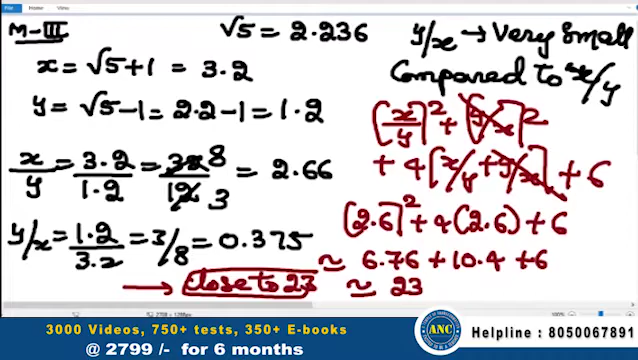 File
M-III
√5 = 2.236
x = √5+1 = 3.2
y = √5-1 = 2.2-1 = 1.2
x/y = 3.2/1.2 = 32/12 8/3 = 2.66
y/x = 1.2/3.2 = 3/8 = 0.375
y/x → Very Small
Compared to x/y
[x/y]² + [y/x]²
+ 4[x/y + y/x] + 6
(2.6)² + 4(2.6) + 6
≈ 6.76 + 10.4 + 6
≈ 23
→ close to 23
100%
3000 Videos, 750+ tests, 350+ E-books
@ 2799 /- for 6 months
ANC
Helpline : 8050067891